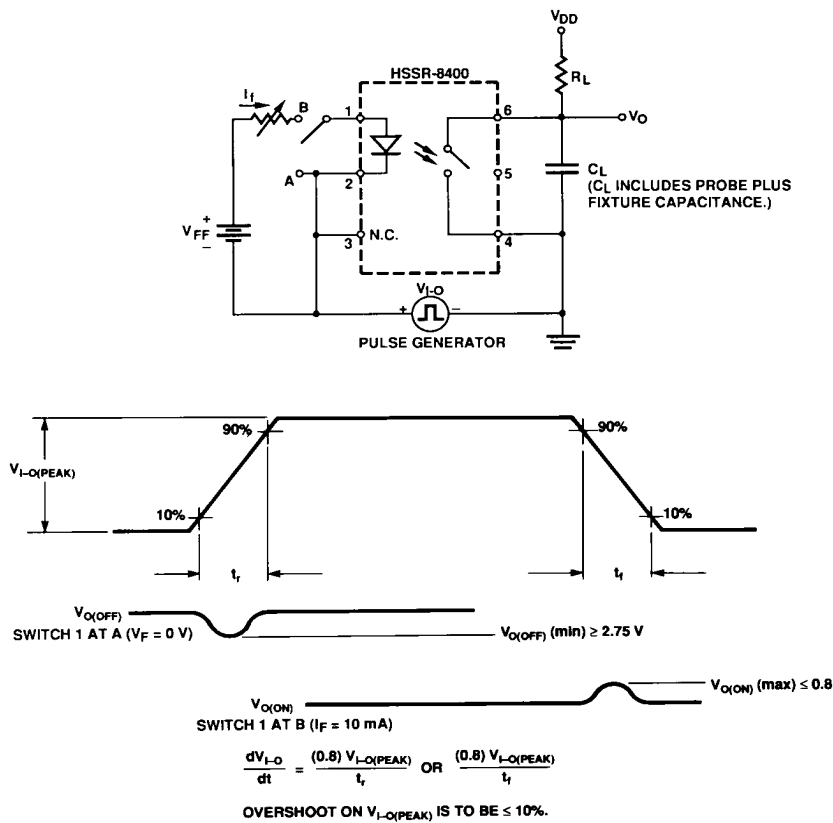 V_DD
HSSR-8400
R_L
I_f
B
1
6
V_O
A
2
5
C_L
(C_L INCLUDES PROBE PLUS
FIXTURE CAPACITANCE.)
+
V_FF
–
3
N.C.
4
V_I-O
+ –
PULSE GENERATOR
90%
90%
V_I–O(PEAK)
10%
10%
t_r
t_f
V_O(OFF)
SWITCH 1 AT A (V_F = 0 V)
V_O(OFF) (min) ≥ 2.75 V
V_O(ON) (max) ≤ 0.8
V_O(ON)
SWITCH 1 AT B (I_F = 10 mA)
dV_I–O / dt = (0.8) V_I–O(PEAK) / t_r OR (0.8) V_I–O(PEAK) / t_f
OVERSHOOT ON V_I–O(PEAK) IS TO BE ≤ 10%.